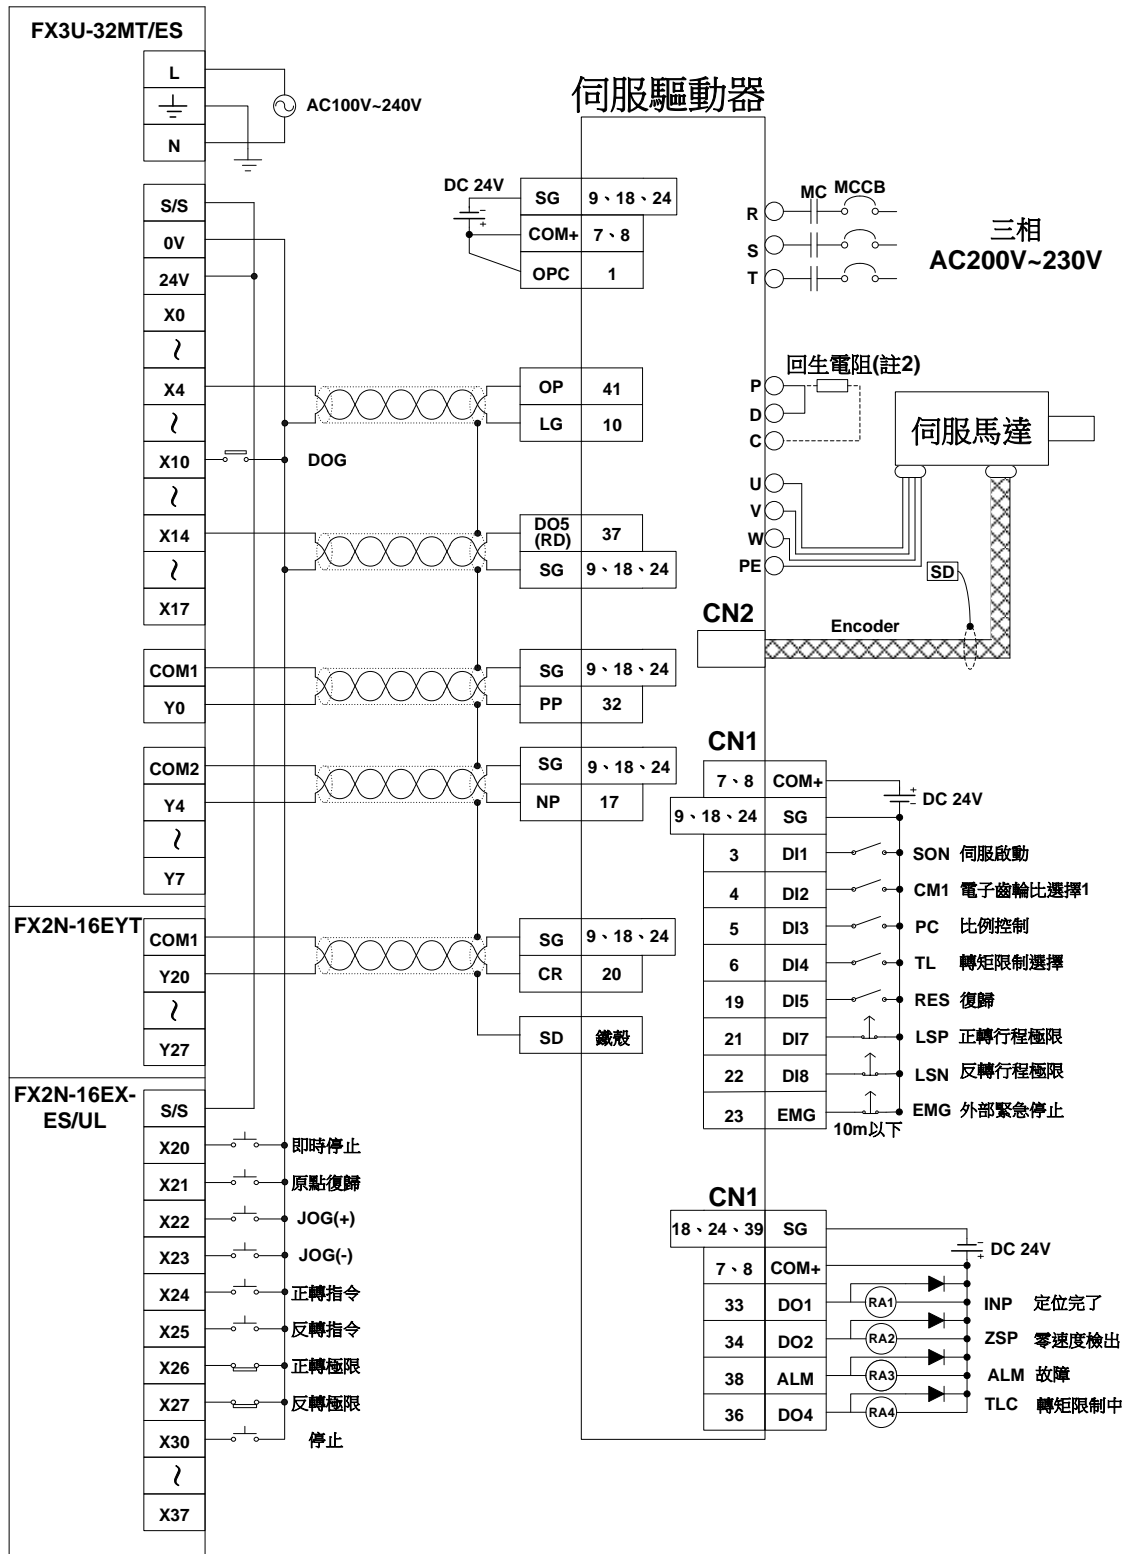 FX3U-32MT/ES
L
N
AC100V~240V
S/S
0V
24V
X0
~
X4
~
X10
DOG
~
X14
~
X17
COM1
Y0
COM2
Y4
~
Y7
FX2N-16EYT
COM1
Y20
~
Y27
FX2N-16EX-
ES/UL
S/S
X20 即時停止
X21 原點復歸
X22 JOG(+)
X23 JOG(-)
X24 正轉指令
X25 反轉指令
X26 正轉極限
X27 反轉極限
X30 停止
~
X37
伺服驅動器
DC 24V
SG 9、18、24
COM+ 7、8
OPC 1
OP 41
LG 10
DO5
(RD) 37
SG 9、18、24
SG 9、18、24
PP 32
SG 9、18、24
NP 17
SG 9、18、24
CR 20
SD 鐵殼
MC MCCB
R
S
T
三相
AC200V~230V
回生電阻(註2)
P
D
C
伺服馬達
U
V
W
PE
SD
CN2
Encoder
CN1
7、8 COM+
DC 24V
9、18、24 SG
3 DI1 SON 伺服啟動
4 DI2 CM1 電子齒輪比選擇1
5 DI3 PC 比例控制
6 DI4 TL 轉矩限制選擇
19 DI5 RES 復歸
21 DI7 LSP 正轉行程極限
22 DI8 LSN 反轉行程極限
23 EMG EMG 外部緊急停止
10m以下
CN1
18、24、39 SG
DC 24V
7、8 COM+
33 DO1 RA1 INP 定位完了
34 DO2 RA2 ZSP 零速度檢出
38 ALM RA3 ALM 故障
36 DO4 RA4 TLC 轉矩限制中